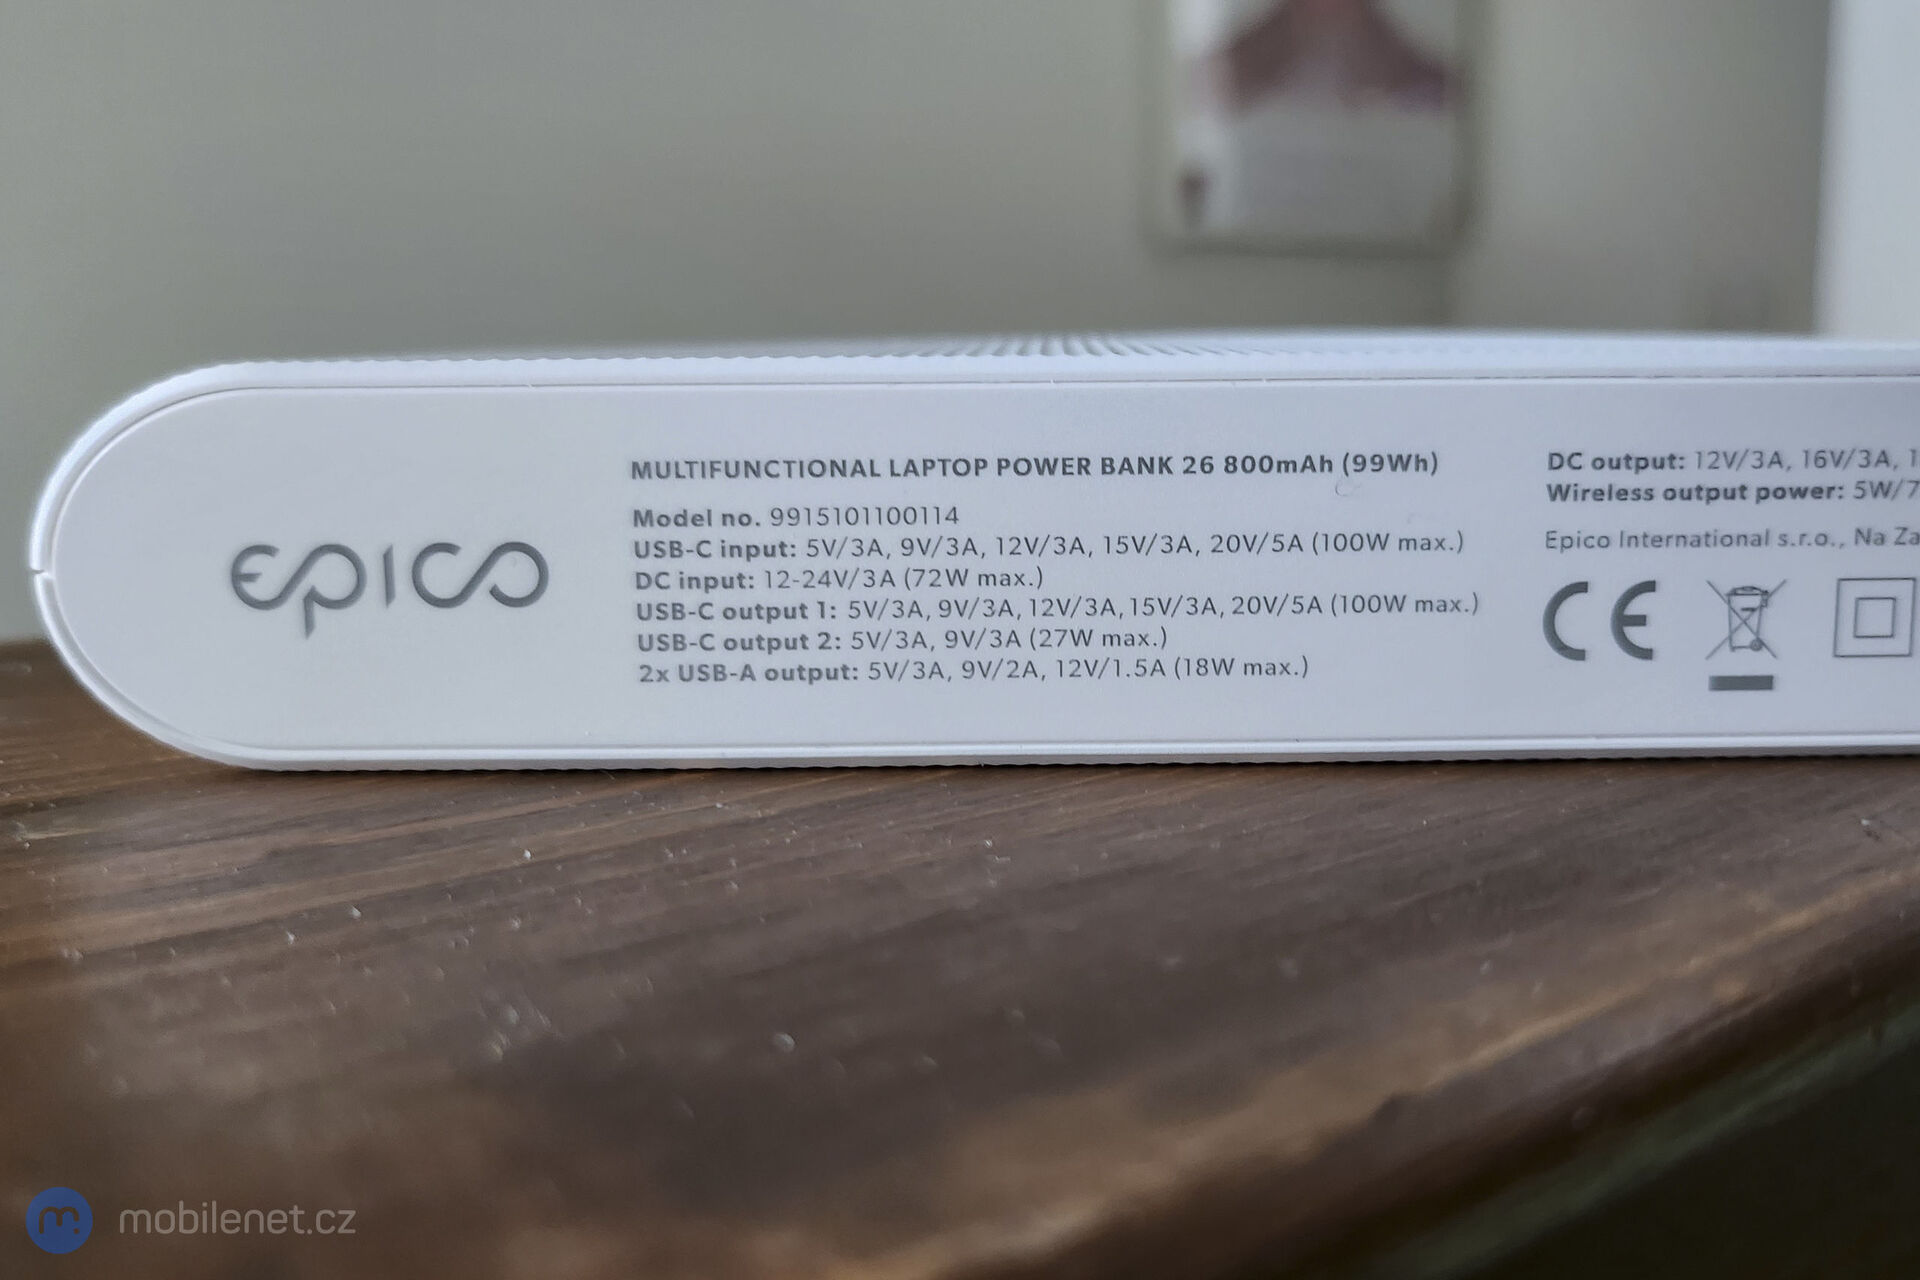 EPICO
MULTIFUNCTIONAL LAPTOP POWER BANK 26 800mAh (99Wh)
Model no. 9915101100114
USB-C input: 5V/3A, 9V/3A, 12V/3A, 15V/3A, 20V/5A (100W max.)
DC input: 12-24V/3A (72W max.)
USB-C output 1: 5V/3A, 9V/3A, 12V/3A, 15V/3A, 20V/5A (100W max.)
USB-C output 2: 5V/3A, 9V/3A (27W max.)
2x USB-A output: 5V/3A, 9V/2A, 12V/1.5A (18W max.)
DC output: 12V/3A, 16V/3A,
Wireless output power: 5W/7
Epico International s.r.o., Na Za
CE
m.
mobilenet.cz